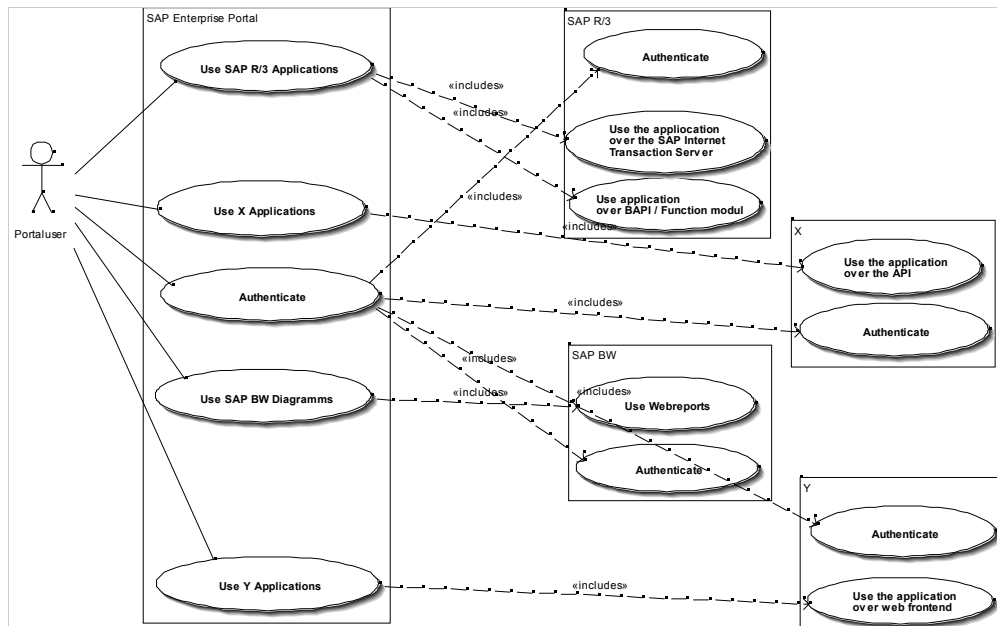 SAP Enterprise Portal
Use SAP R/3 Applications
Use X Applications
Authenticate
Use SAP BW Diagramms
Use Y Applications
Portaluser
«includes»
«includes»
«includes»
«includes»
«includes»
«includes»
«includes»
«includes»
«includes»
SAP R/3
Authenticate
Use the appliocation
over the SAP Internet
Transaction Server
Use application
over BAPI / Function modul
X
Use the application
over the API
Authenticate
SAP BW
Use Webreports
Authenticate
Y
Authenticate
Use the application
over web frontend